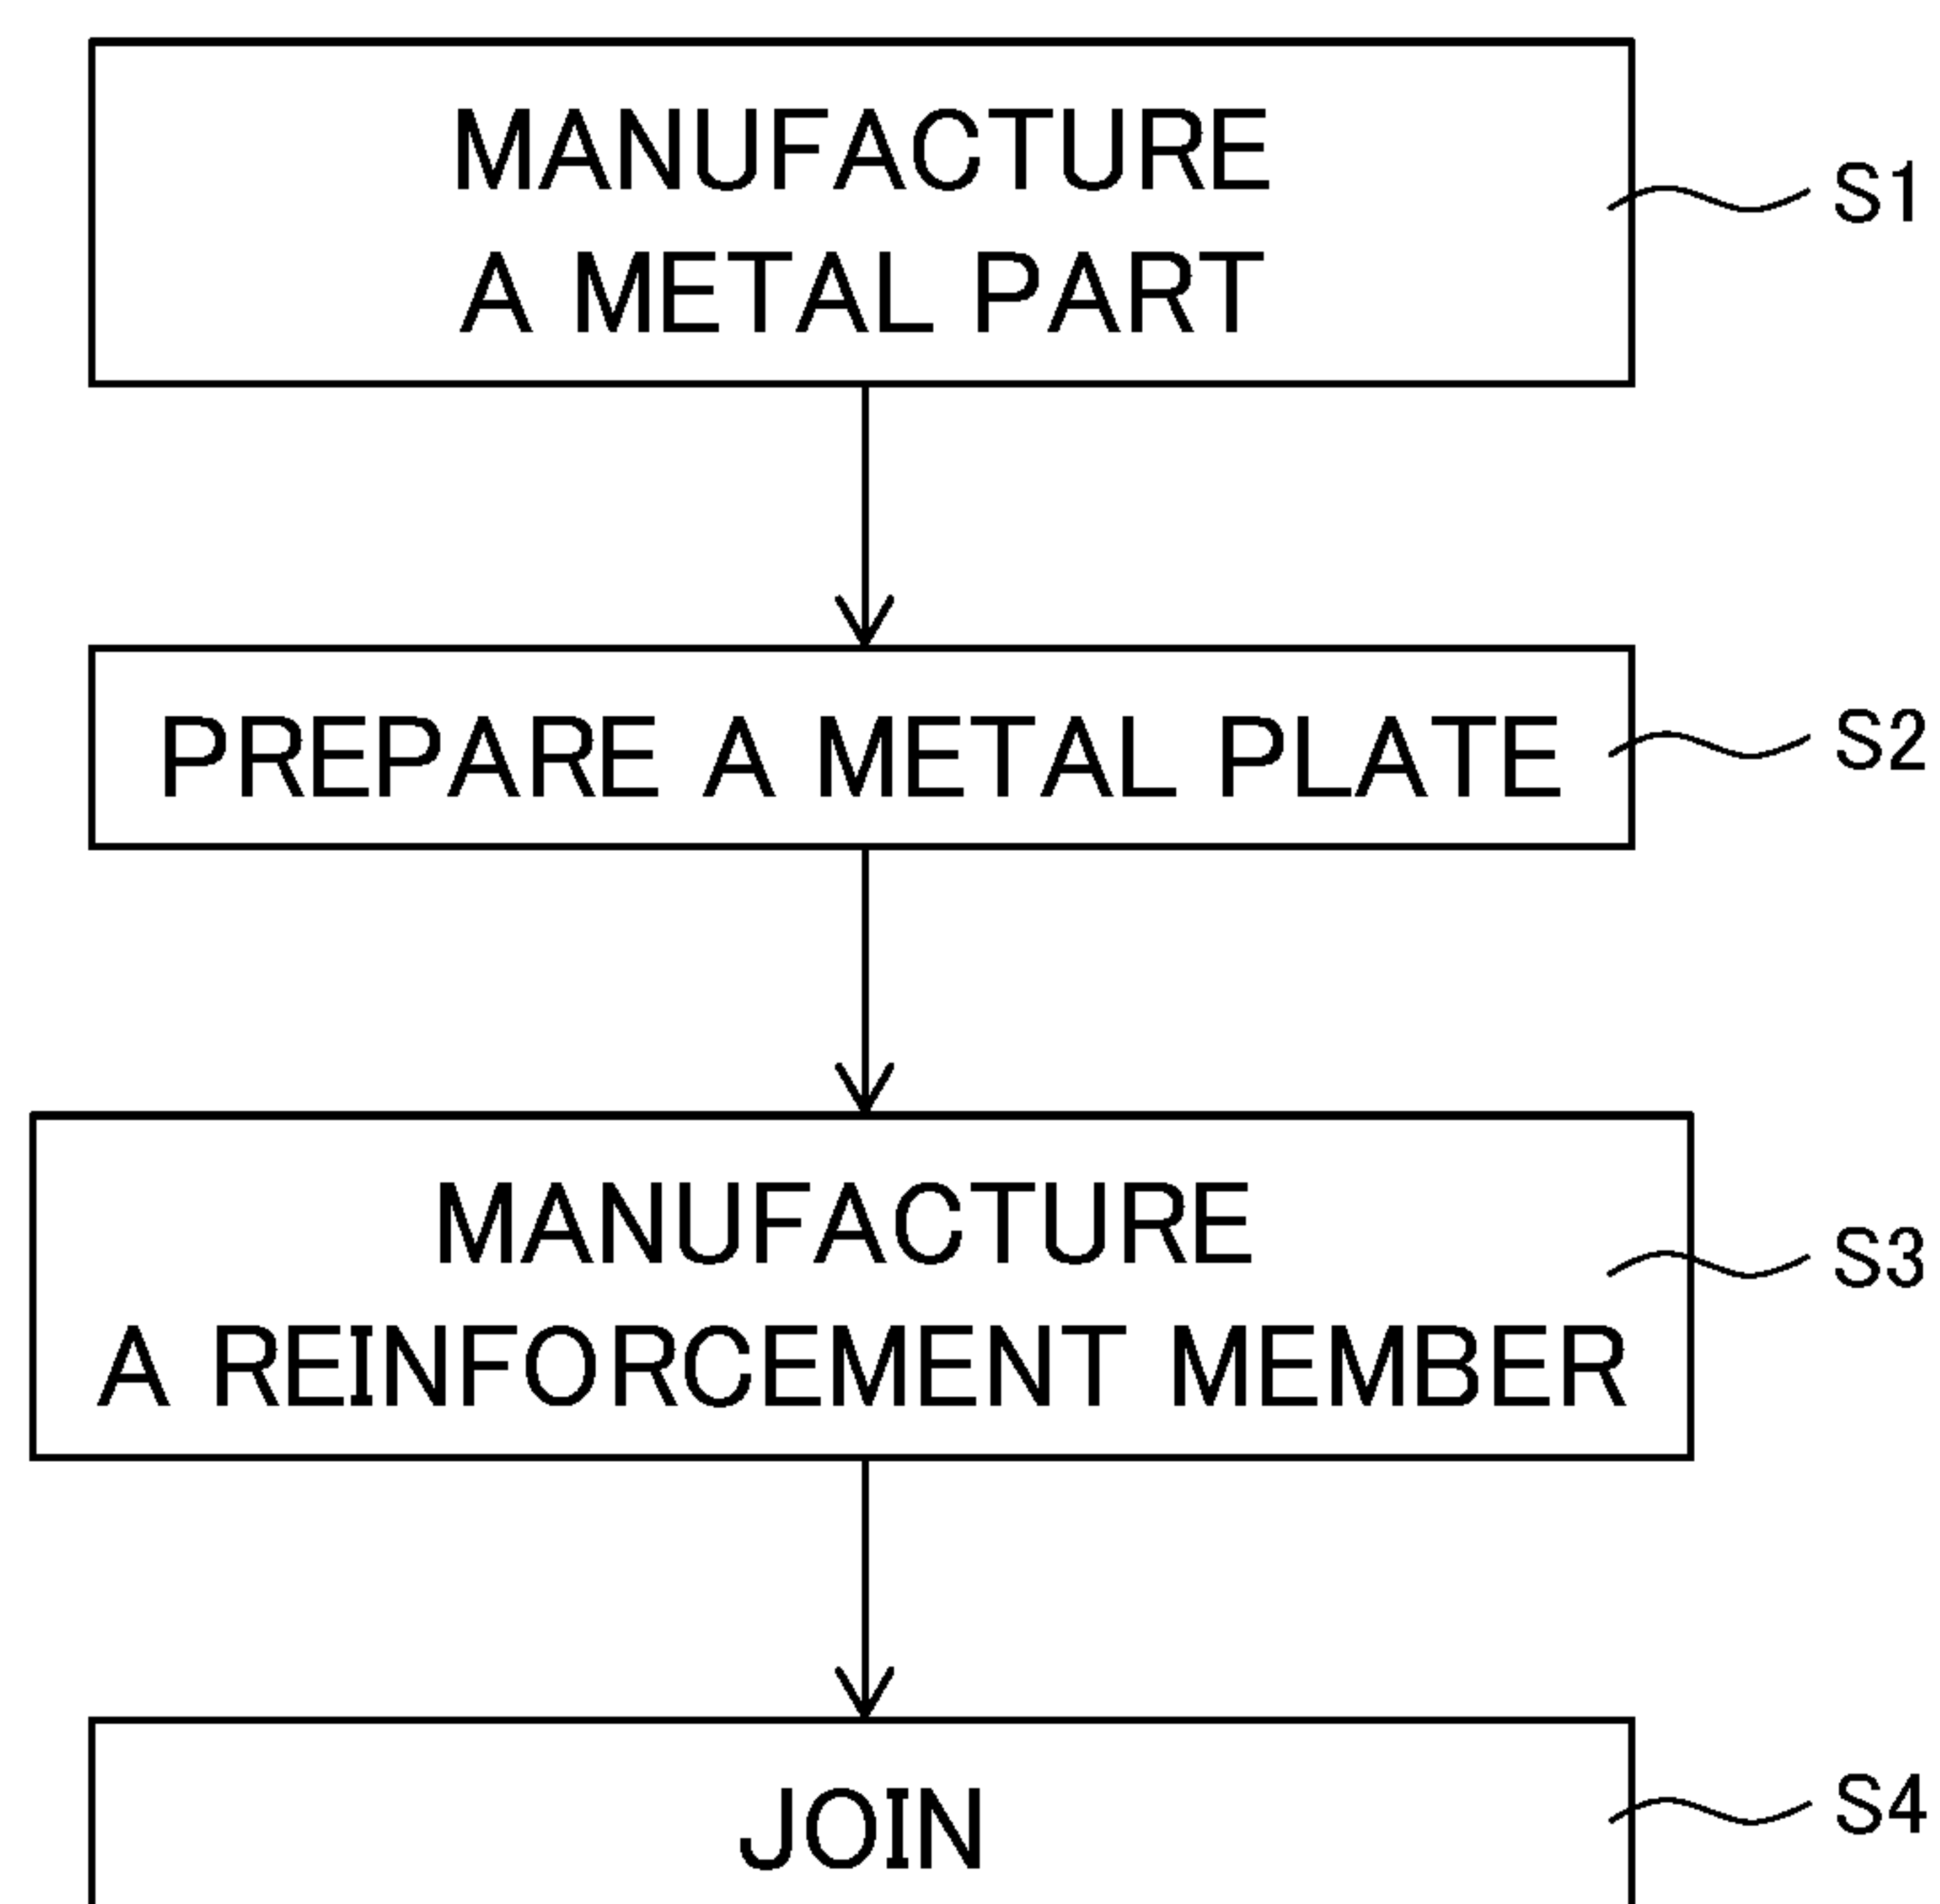 MANUFACTURE
A METAL PART
S1
PREPARE A METAL PLATE
S2
MANUFACTURE
A REINFORCEMENT MEMBER
S3
JOIN
S4